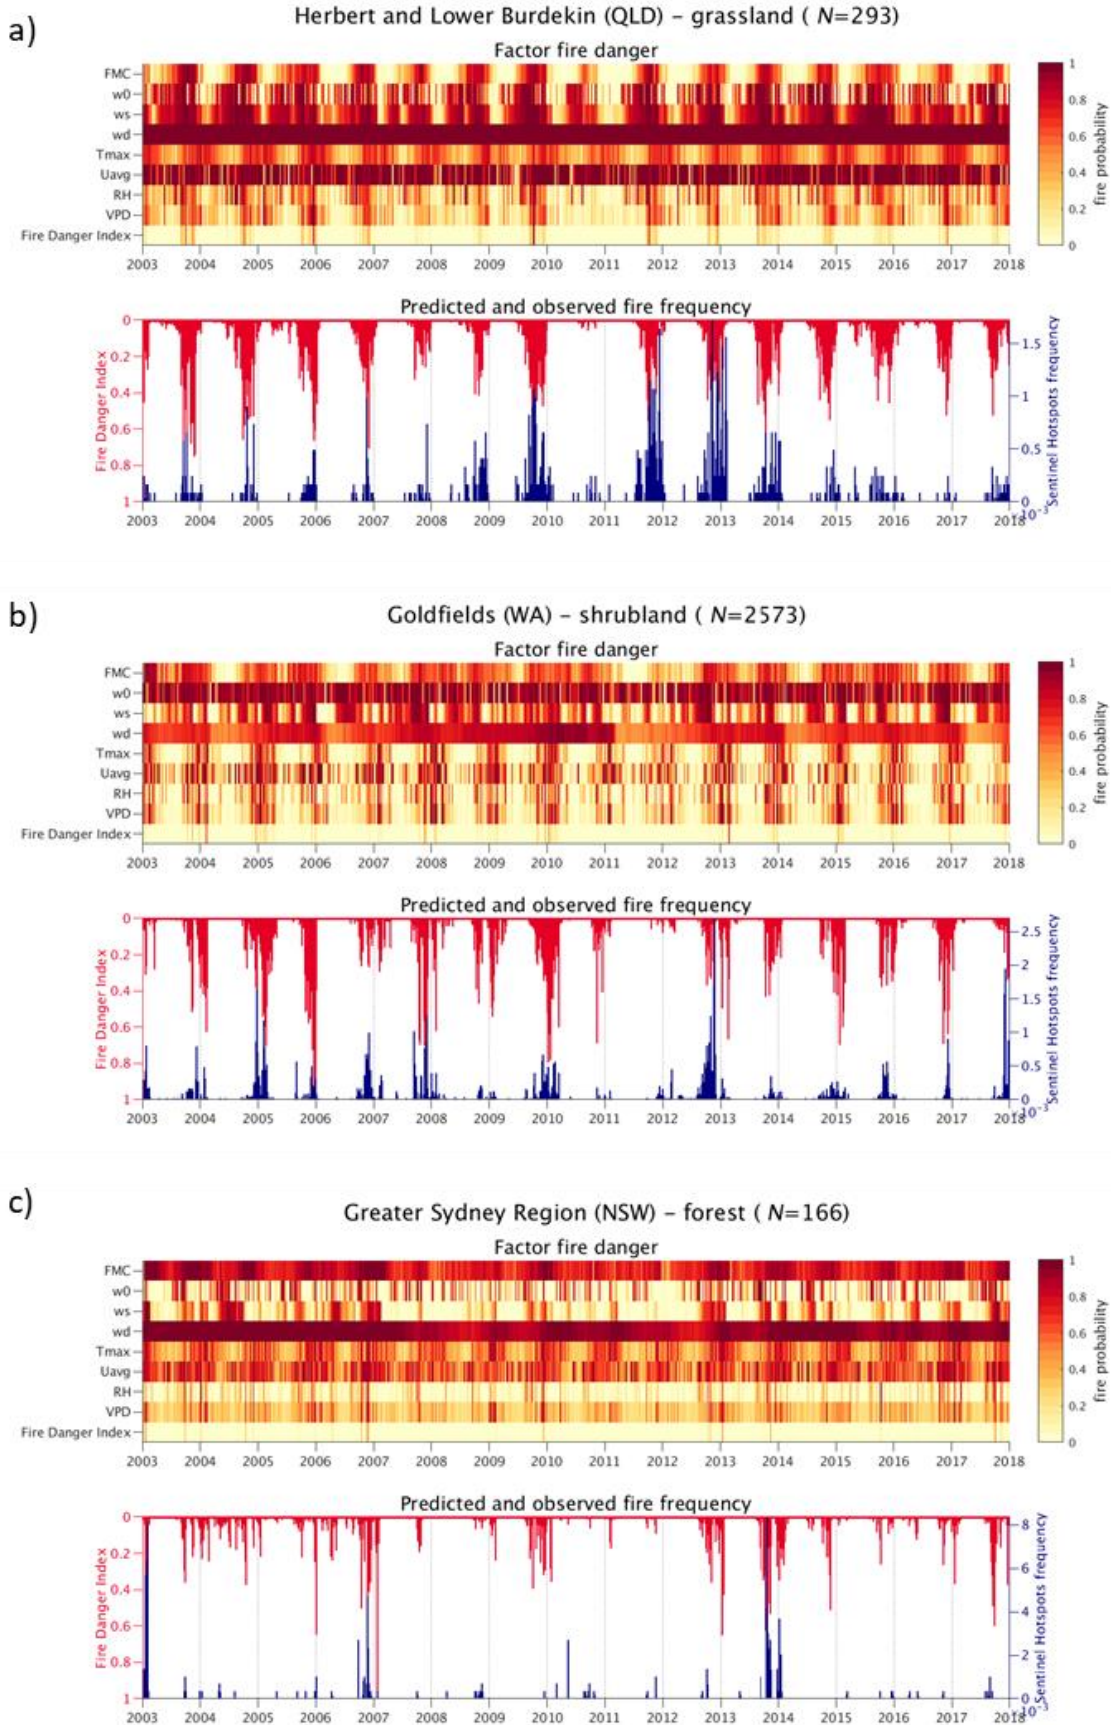 a)
Herbert and Lower Burdekin (QLD) – grassland ( N=293)
Factor fire danger
FMC
w0
ws
wd
Tmax
Uavg
RH
VPD
Fire Danger Index
2003 2004 2005 2006 2007 2008 2009 2010 2011 2012 2013 2014 2015 2016 2017 2018
1
0.8
0.6
0.4
0.2
0
fire probability
Predicted and observed fire frequency
Fire Danger Index
0
0.2
0.4
0.6
0.8
1
1.5
1
0.5
0
×10⁻³
Sentinel Hotspots frequency
2003 2004 2005 2006 2007 2008 2009 2010 2011 2012 2013 2014 2015 2016 2017 2018
b)
Goldfields (WA) – shrubland ( N=2573)
Factor fire danger
FMC
w0
ws
wd
Tmax
Uavg
RH
VPD
Fire Danger Index
2003 2004 2005 2006 2007 2008 2009 2010 2011 2012 2013 2014 2015 2016 2017 2018
1
0.8
0.6
0.4
0.2
0
fire probability
Predicted and observed fire frequency
Fire Danger Index
0
0.2
0.4
0.6
0.8
1
2.5
2
1.5
1
0.5
0
×10⁻³
Sentinel Hotspots frequency
2003 2004 2005 2006 2007 2008 2009 2010 2011 2012 2013 2014 2015 2016 2017 2018
c)
Greater Sydney Region (NSW) – forest ( N=166)
Factor fire danger
FMC
w0
ws
wd
Tmax
Uavg
RH
VPD
Fire Danger Index
2003 2004 2005 2006 2007 2008 2009 2010 2011 2012 2013 2014 2015 2016 2017 2018
1
0.8
0.6
0.4
0.2
0
fire probability
Predicted and observed fire frequency
Fire Danger Index
0
0.2
0.4
0.6
0.8
1
8
6
4
2
0
×10⁻³
Sentinel Hotspots frequency
2003 2004 2005 2006 2007 2008 2009 2010 2011 2012 2013 2014 2015 2016 2017 2018